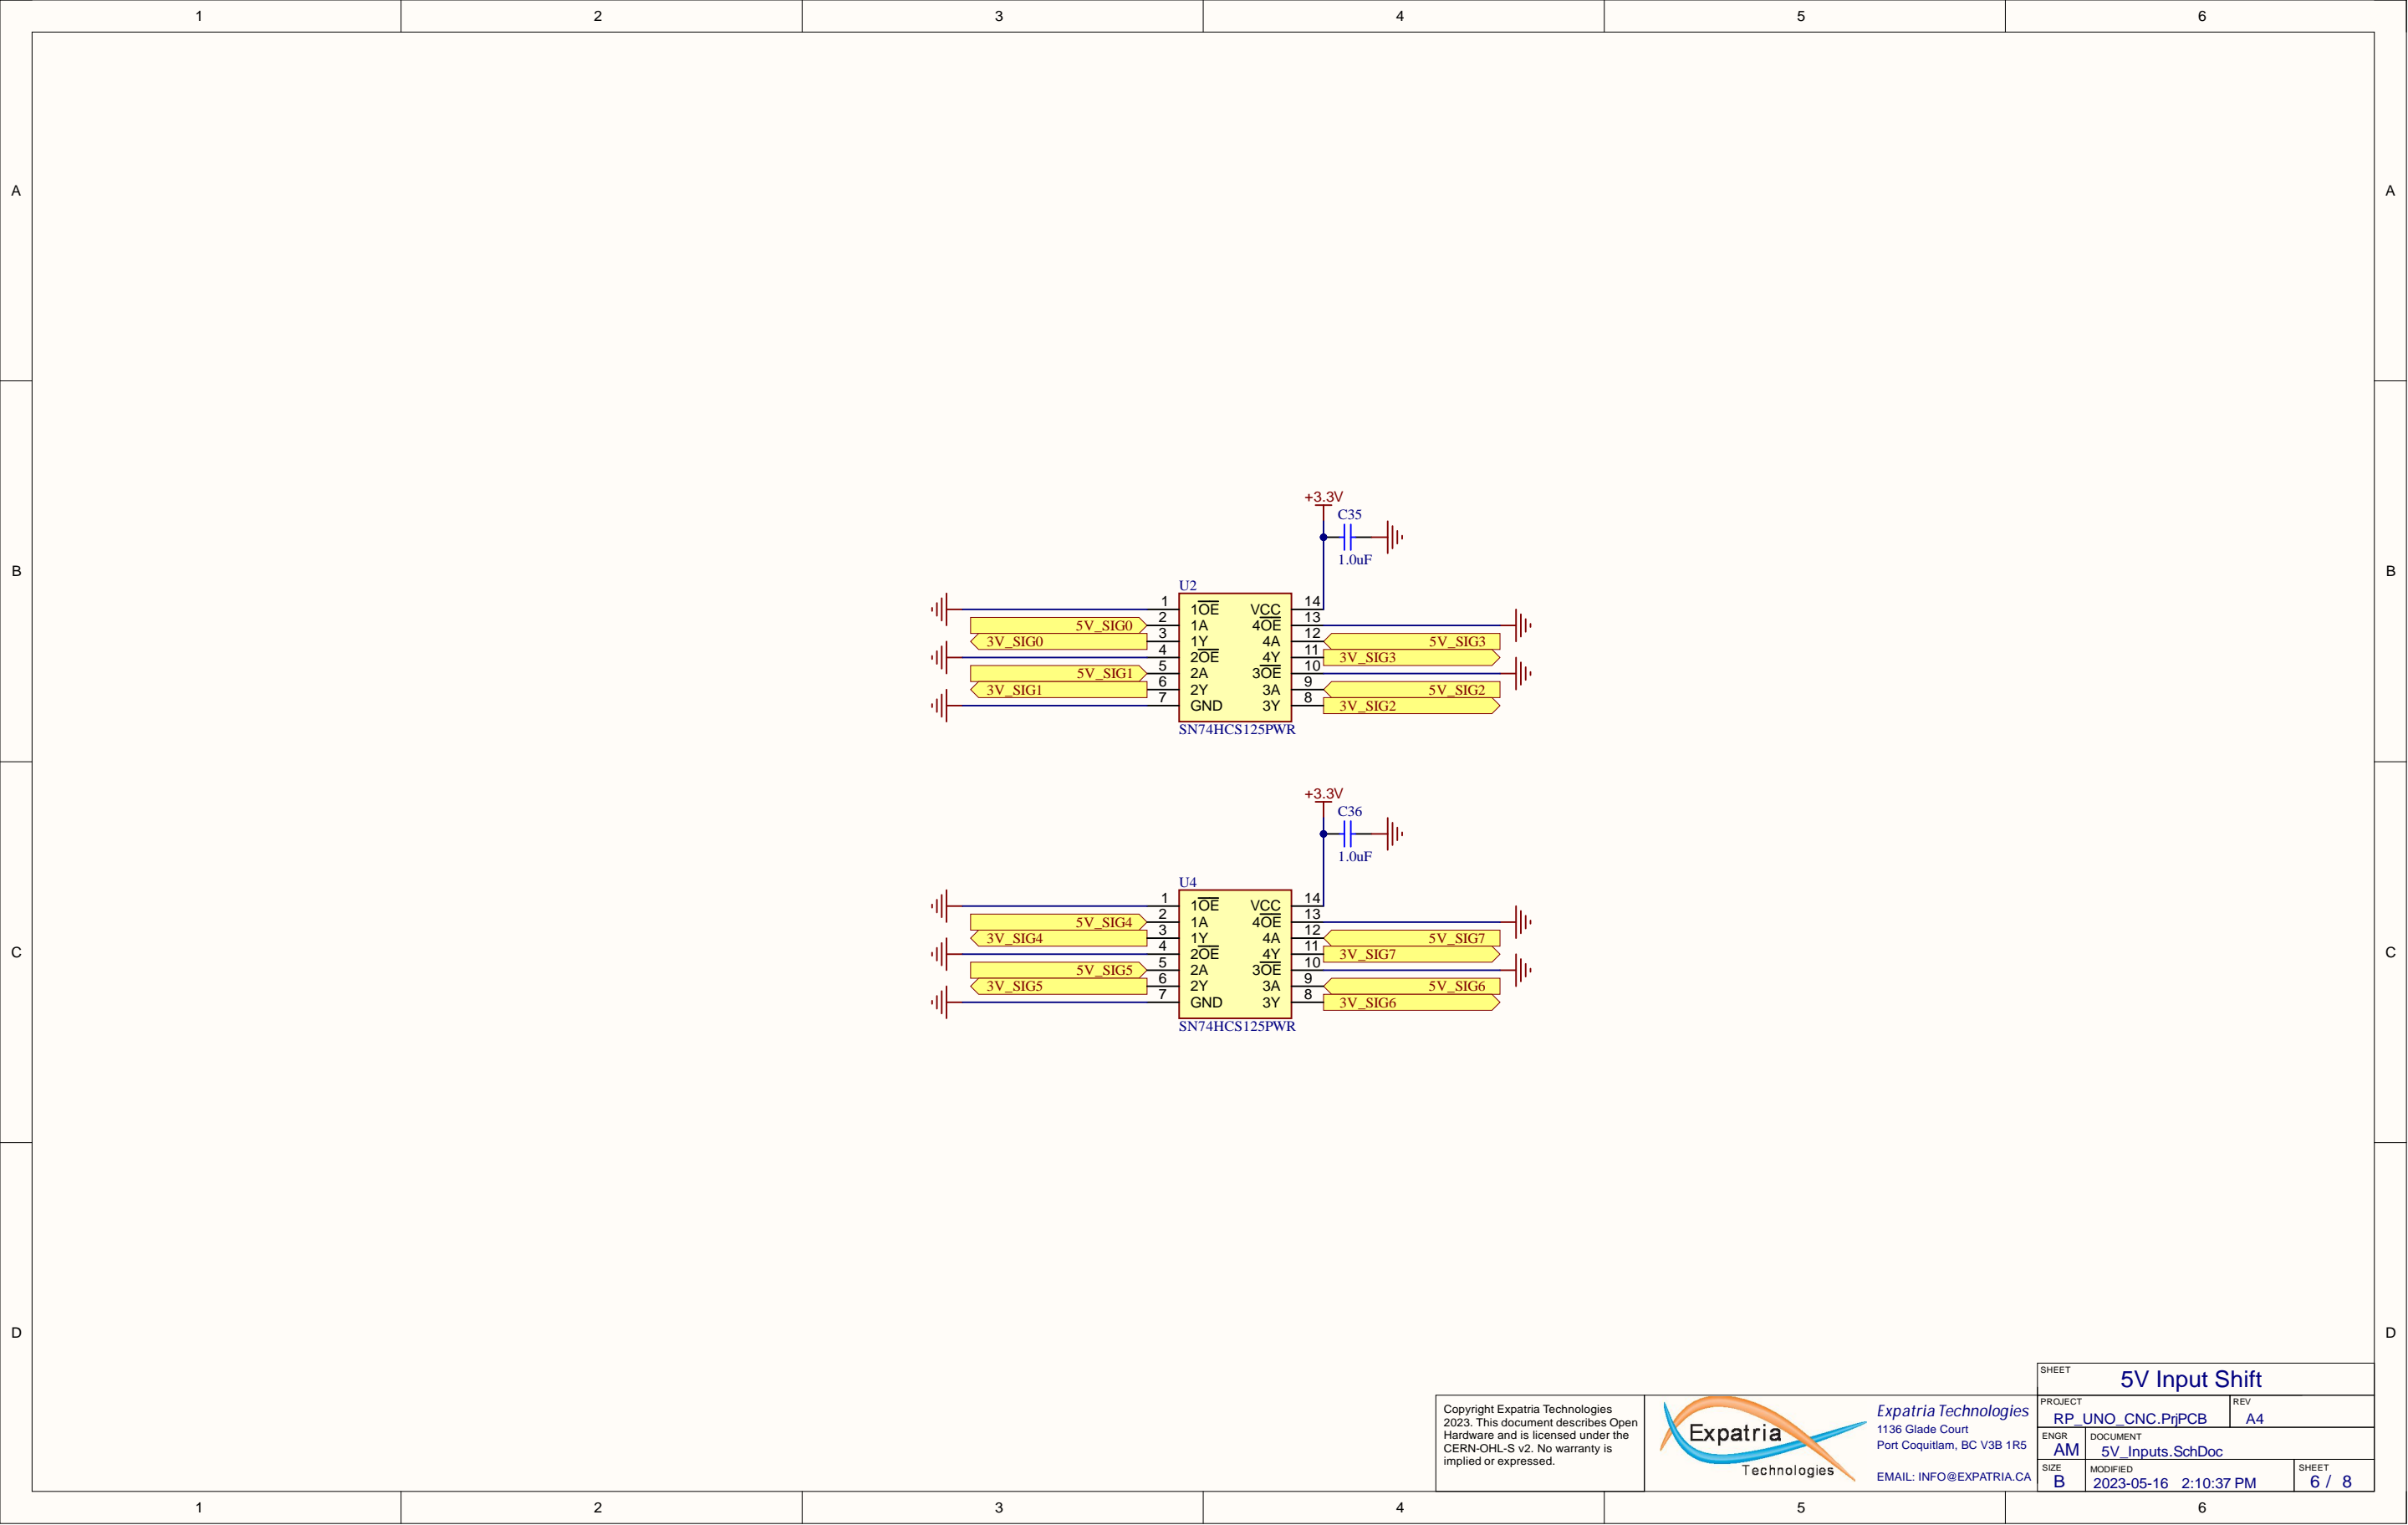 1 2 3 4 5 6
A A
B B
C C
D D
+3.3V
C35
1.0uF
U2
1 1OE VCC 14
2 1A 4OE 13
3 1Y 4A 12
4 2OE 4Y 11
5 2A 3OE 10
6 2Y 3A 9
7 GND 3Y 8
5V_SIG0
3V_SIG0
5V_SIG1
3V_SIG1
5V_SIG3
3V_SIG3
5V_SIG2
3V_SIG2
SN74HCS125PWR
+3.3V
C36
1.0uF
U4
1 1OE VCC 14
2 1A 4OE 13
3 1Y 4A 12
4 2OE 4Y 11
5 2A 3OE 10
6 2Y 3A 9
7 GND 3Y 8
5V_SIG4
3V_SIG4
5V_SIG5
3V_SIG5
5V_SIG7
3V_SIG7
5V_SIG6
3V_SIG6
SN74HCS125PWR
Copyright Expatria Technologies
2023. This document describes Open
Hardware and is licensed under the
CERN-OHL-S v2. No warranty is
implied or expressed.
Expatria
Technologies
Expatria Technologies
1136 Glade Court
Port Coquitlam, BC V3B 1R5
EMAIL: INFO@EXPATRIA.CA
SHEET
5V Input Shift
PROJECT
RP_UNO_CNC.PrjPCB
REV
A4
ENGR
AM
DOCUMENT
5V_Inputs.SchDoc
SIZE
B
MODIFIED
2023-05-16 2:10:37 PM
SHEET
6 / 8
1 2 3 4 5 6